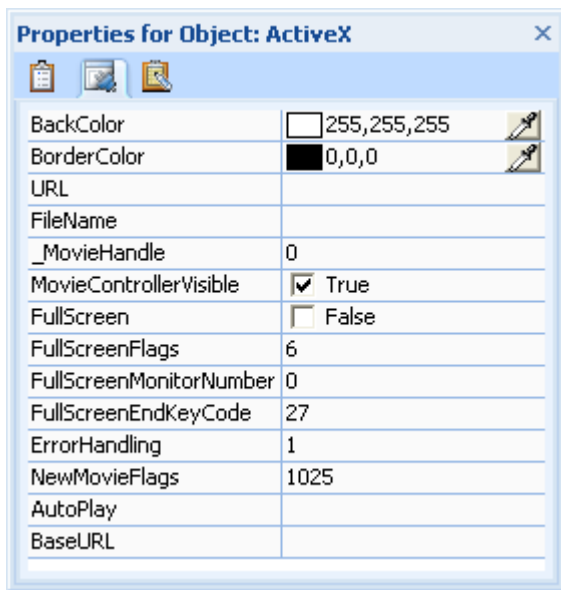 Properties for Object: ActiveX
BackColor 255,255,255
BorderColor 0,0,0
URL
FileName
_MovieHandle 0
MovieControllerVisible True
FullScreen False
FullScreenFlags 6
FullScreenMonitorNumber 0
FullScreenEndKeyCode 27
ErrorHandling 1
NewMovieFlags 1025
AutoPlay
BaseURL